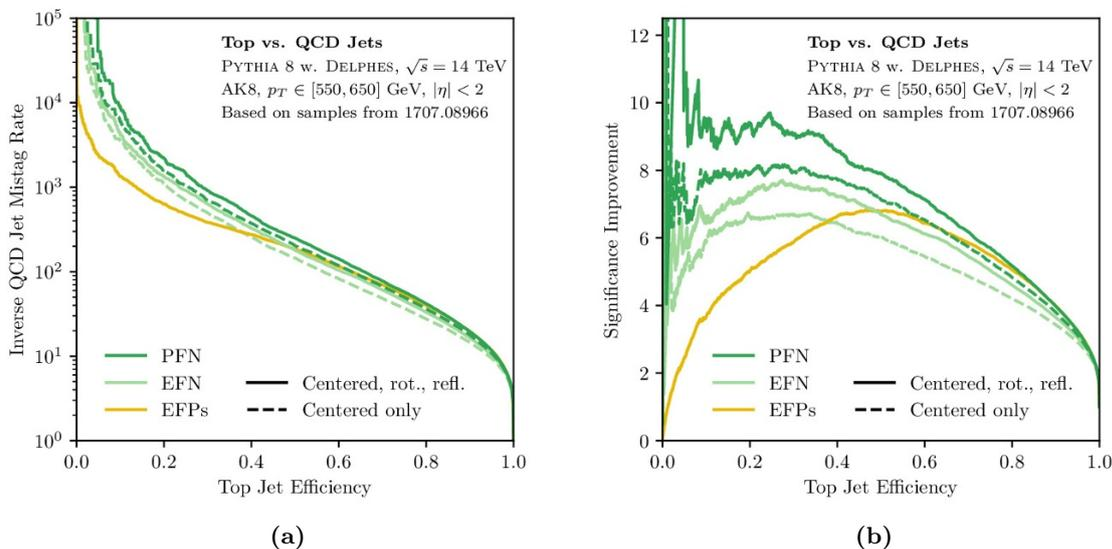 Top vs. QCD Jets
PYTHIA 8 w. DELPHES, √s = 14 TeV
AK8, p_T ∈ [550, 650] GeV, |η| < 2
Based on samples from 1707.08966
Inverse QCD Jet Mistag Rate
10^5
10^4
10^3
10^2
10^1
10^0
PFN
EFN
EFPs
Centered, rot., refl.
Centered only
0.0 0.2 0.4 0.6 0.8 1.0
Top Jet Efficiency
(a)
Top vs. QCD Jets
PYTHIA 8 w. DELPHES, √s = 14 TeV
AK8, p_T ∈ [550, 650] GeV, |η| < 2
Based on samples from 1707.08966
Significance Improvement
12
10
8
6
4
2
0
PFN
EFN
EFPs
Centered, rot., refl.
Centered only
0.0 0.2 0.4 0.6 0.8 1.0
Top Jet Efficiency
(b)